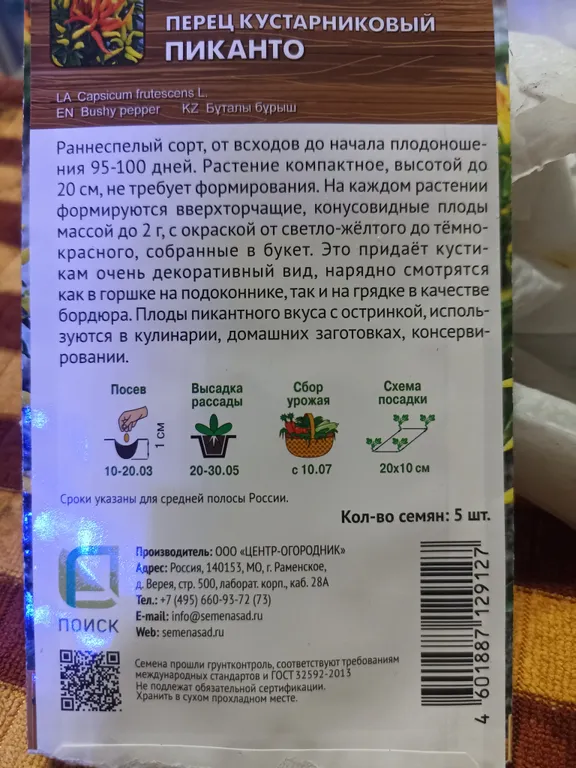 ПЕРЕЦ КУСТАРНИКОВЫЙ
ПИКАНТО
LA Capsicum frutescens L.
EN Bushy pepper KZ Бұталы бұрыш
Раннеспелый сорт, от всходов до начала плодоноше-
ния 95-100 дней. Растение компактное, высотой до
20 см, не требует формирования. На каждом растении
формируются вверхторчащие, конусовидные плоды
массой до 2 г, с окраской от светло-жёлтого до тёмно-
красного, собранные в букет. Это придаёт кусти-
кам очень декоративный вид, нарядно смотрятся
как в горшке на подоконнике, так и на грядке в качестве
бордюра. Плоды пикантного вкуса с остринкой, исполь-
зуются в кулинарии, домашних заготовках, консерви-
ровании.
Посев Высадка рассады Сбор урожая Схема посадки
1 см
10-20.03 20-30.05 с 10.07 20х10 см
Сроки указаны для средней полосы России.
Кол-во семян: 5 шт.
ПОИСК
Производитель: ООО «ЦЕНТР-ОГОРОДНИК»
Адрес: Россия, 140153, МО, г. Раменское,
д. Верея, стр. 500, лаборат. корп., каб. 28А
Тел.: +7 (495) 660-93-72 (73)
E-mail: info@semenasad.ru
Web: semenasad.ru
Семена прошли грунтконтроль, соответствуют требованиям
международных стандартов и ГОСТ 32592-2013
Не подлежат обязательной сертификации.
Хранить в сухом прохладном месте.
4 601887 129127